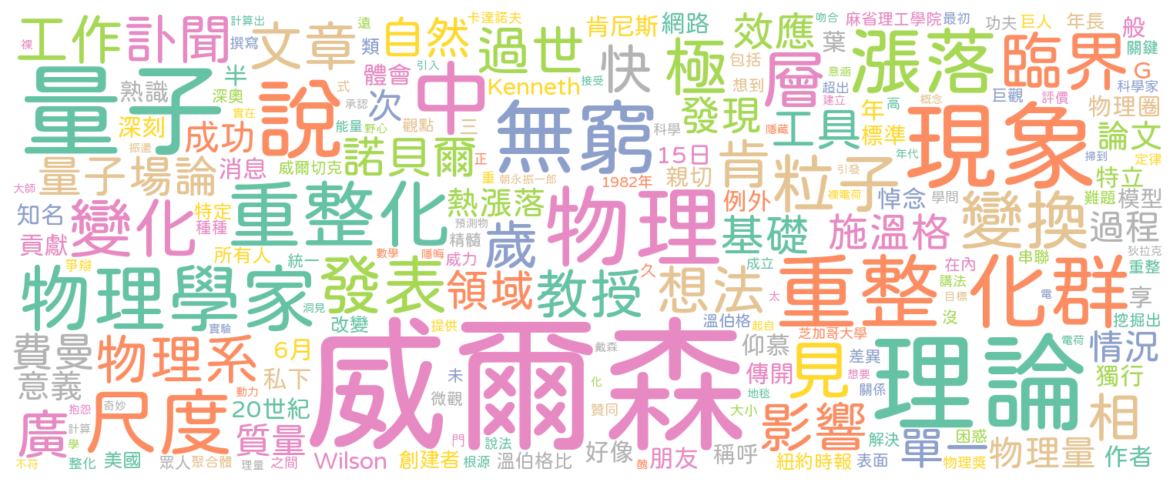 工作
訃聞
計算出
撰寫
文章
類
遠
自然
卡達諾夫
引入
過世
肯尼斯
網路
快
吻合
效應
包括
想到
麻省理工學院
最初
葉
超出
意涵
建立
功夫
巨人
年長
般
關鍵
漲落
臨界
G
科學家
裸
量子
熟識
半
深奧
深刻
成功
實在
振盪
說
體會
式
承認
能量
野心
次
觀點
中
三
Kenneth
無窮
接受
極
層
發現
科學
隱藏
年
高
標準
年代
概念
巨觀
評價
物理圈
現象
論文
掃到
定律
工具
諾貝爾
正
威爾切克
重
朝永振一郎
15日
1982年
親切
肯
粒子
引發
裸電荷
例外
悼念
學問
難題
特立
模型
量子場論
消息
大師
知名
貢獻
變化
特定
種種
所有人
重整化
熱漲落
預測物
精髓
歲
物理
基礎
施溫格
變換
過程
狄拉克
串聯
重整
爭辯
統一
數學
隱晦
威力
久
成立
在內
講法
目標
物理學家
洞見
發表
領域
教授
想法
太
重整化群
電
沒
享
挖掘出
實驗
改變
提供
起自
溫伯格
芝加哥大學
費曼
意義
物理系
6月
私下
威爾森
戴森
仰慕
傳開
見
差異
想要
關係
理論
電荷
情況
獨行
相
抱怨
奇妙
動力
尺度
20世紀
未
微觀
化
贊同
地毯
大小
影響
解決
單一
困惑
物理量
廣
計算
學
不符
整化
美國
眾人
聚合體
質量
理量
之間
Wilson
門
創建者
說法
根源
溫伯格比
好像
醜
朋友
稱呼
紐約時報
表面
物理獎
作者